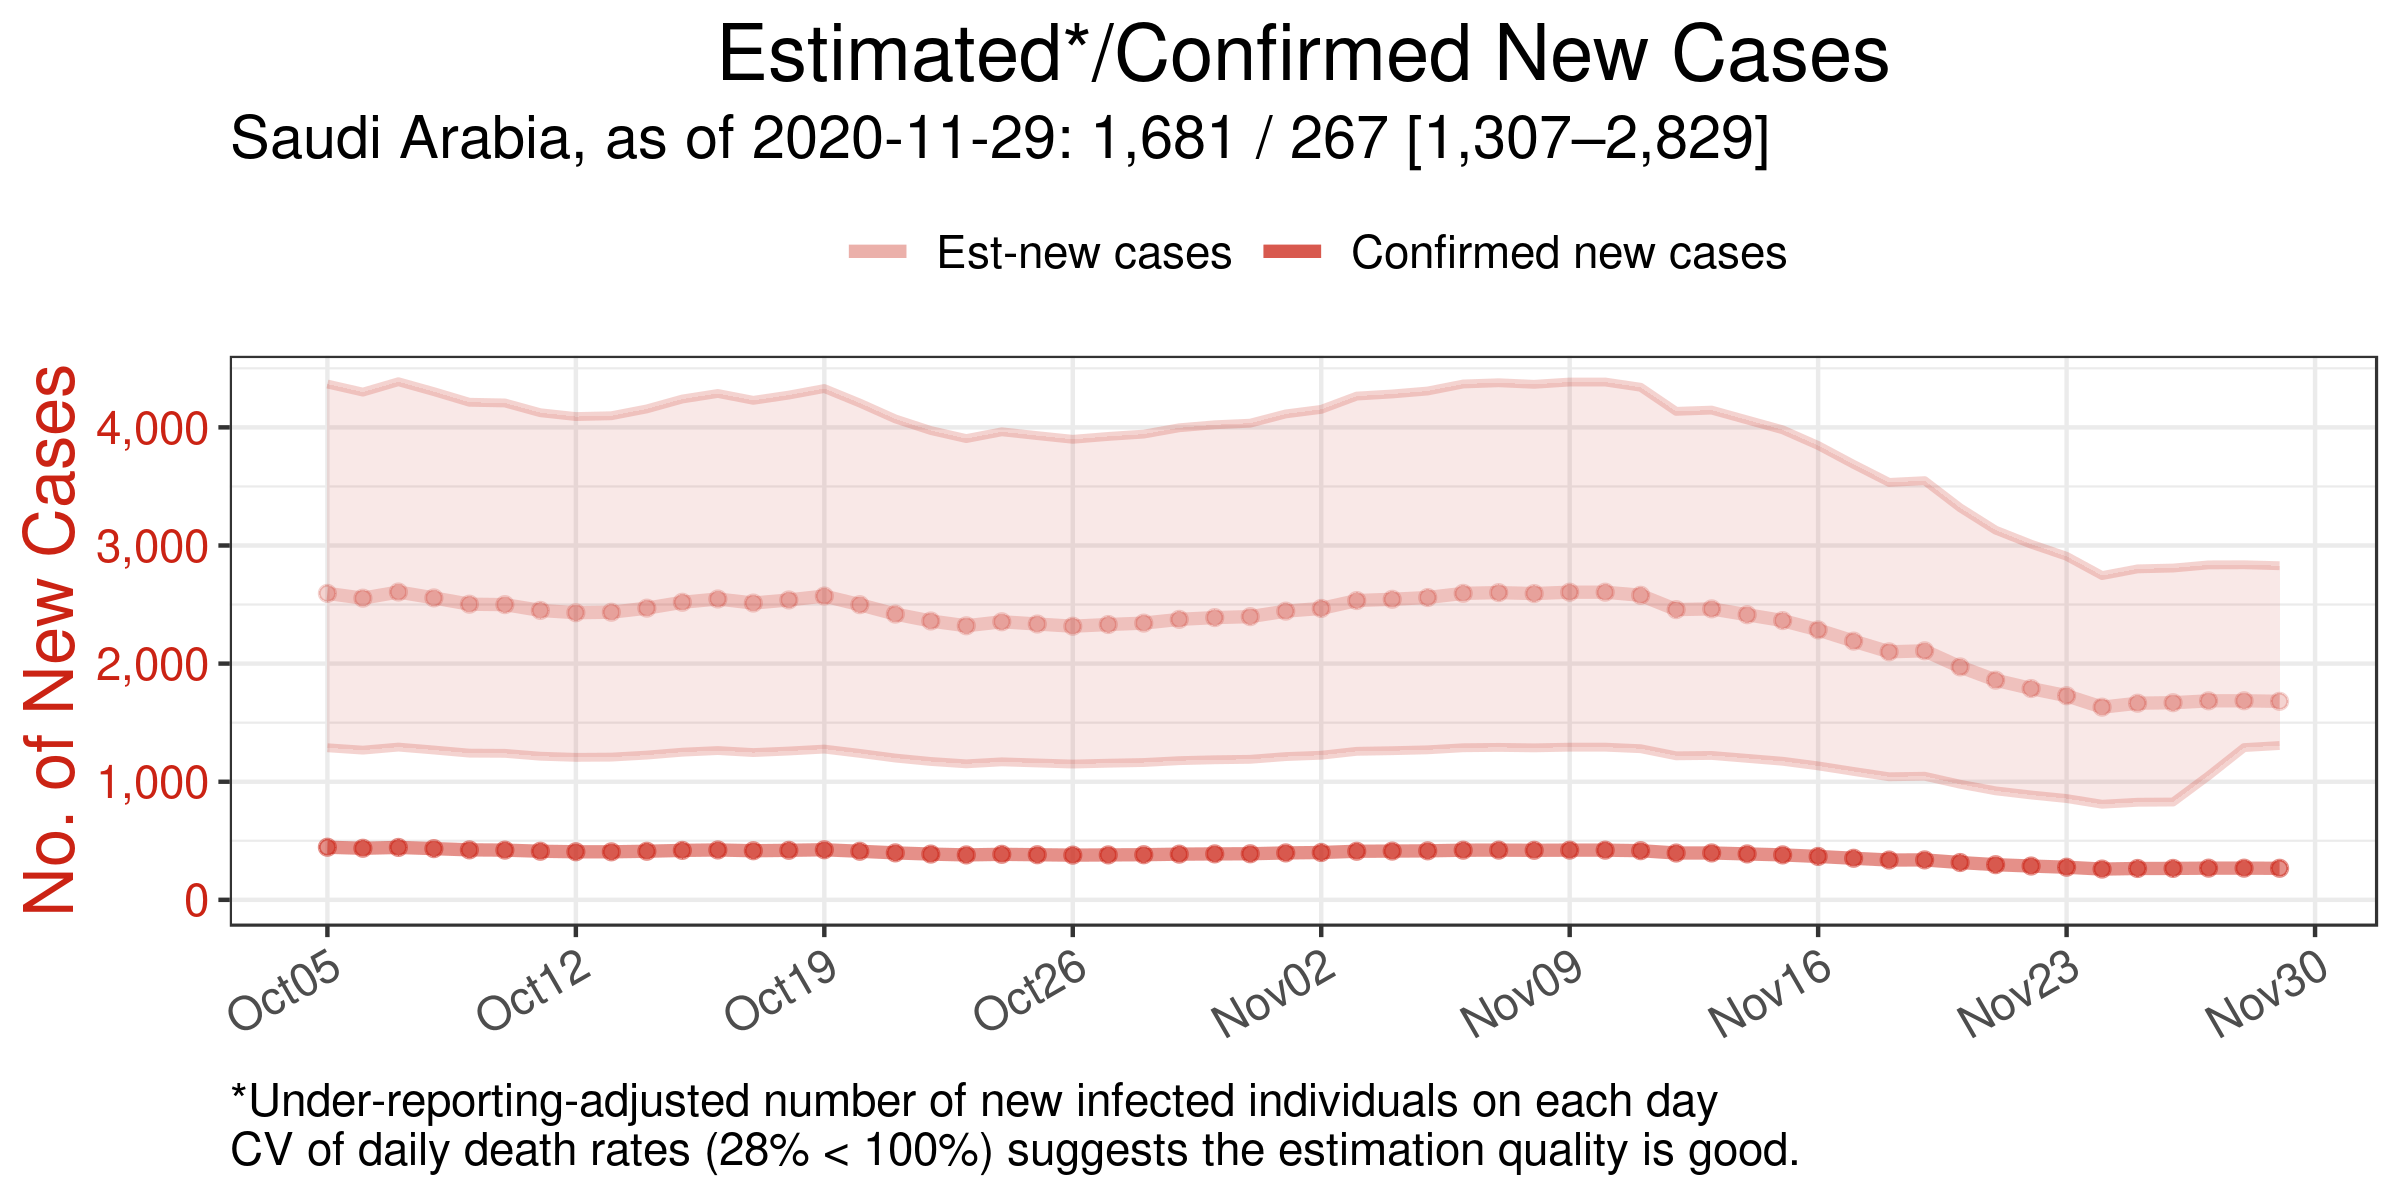 Estimated*/Confirmed New Cases
Saudi Arabia, as of 2020-11-29: 1,681 / 267 [1,307–2,829]
Est-new cases
Confirmed new cases
No. of New Cases
4,000
3,000
2,000
1,000
0
Oct05
Oct12
Oct19
Oct26
Nov02
Nov09
Nov16
Nov23
Nov30
*Under-reporting-adjusted number of new infected individuals on each day
CV of daily death rates (28% < 100%) suggests the estimation quality is good.